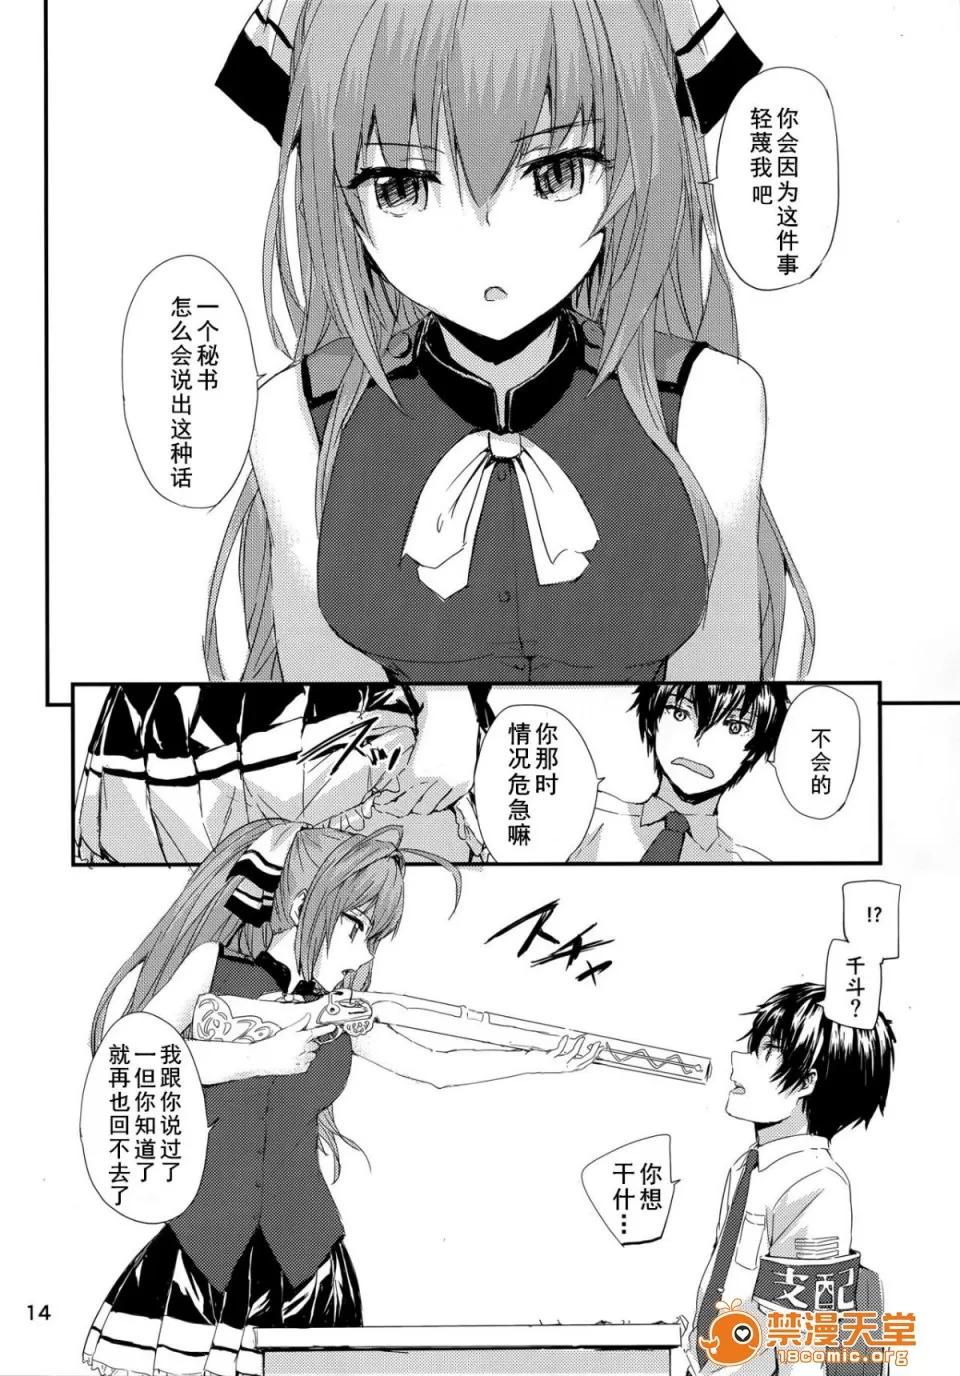 你会因为这件事
轻蔑我吧
一个秘书
怎么会说出这种话
不会的
你那时
情况危急嘛
スチャ
!?
千斗?
我跟你说过了
一但你知道了
就再也回不去了
你想
干什…
支配
14
禁漫天堂
18comic.org